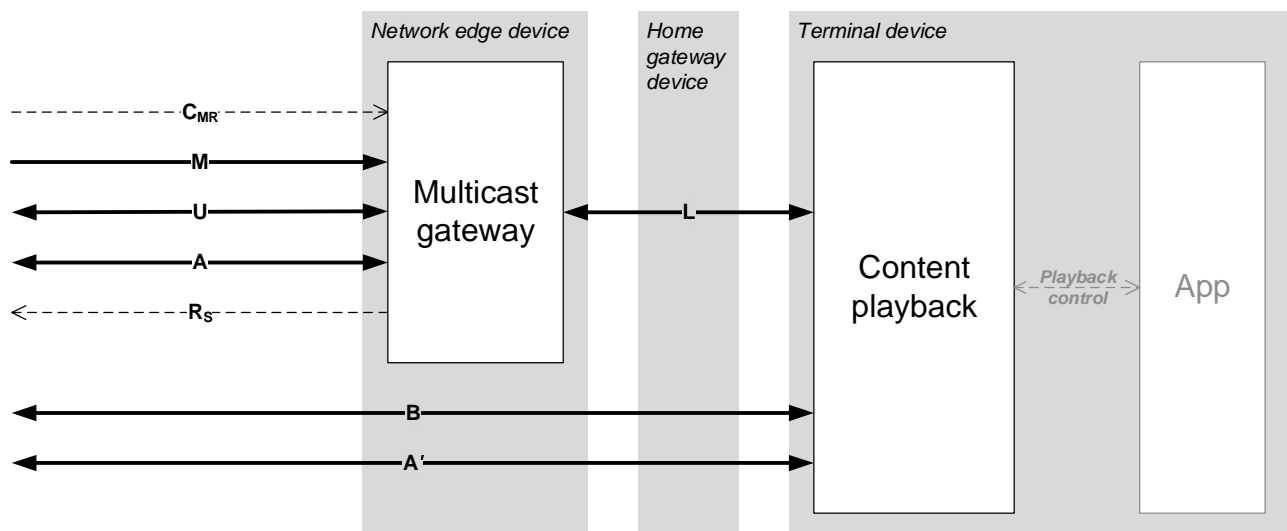 Network edge device
Home
gateway
device
Terminal device
CMR
M
U
A
RS
Multicast
gateway
L
Content
playback
Playback
control
App
B
A′